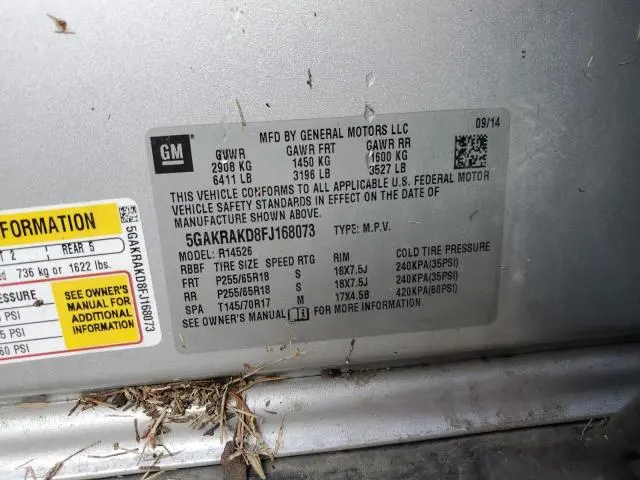 GM
MFD BY GENERAL MOTORS LLC
09/14
GVWR GAWR FRT GAWR RR
2908 KG 1450 KG 1600 KG
6411 LB 3196 LB 3527 LB
THIS VEHICLE CONFORMS TO ALL APPLICABLE U.S. FEDERAL MOTOR
VEHICLE SAFETY STANDARDS IN EFFECT ON THE DATE OF
MANUFACTURE SHOWN ABOVE.
5GAKRAKD8FJ168073 TYPE: M.P.V.
MODEL: R14526
RBBF TIRE SIZE SPEED RTG RIM COLD TIRE PRESSURE
FRT P255/65R18 S 18X7.5J 240KPA(35PSI)
RR P255/65R18 S 18X7.5J 240KPA(35PSI)
SPA T145/70R17 M 17X4.5B 420KPA(60PSI)
SEE OWNER'S MANUAL FOR MORE INFORMATION
FORMATION
2 REAR 5
736 kg or 1622 lbs.
SEE OWNER'S
MANUAL FOR
ADDITIONAL
INFORMATION
PSI
PSI
60 PSI
5GAKRAKD8FJ168073